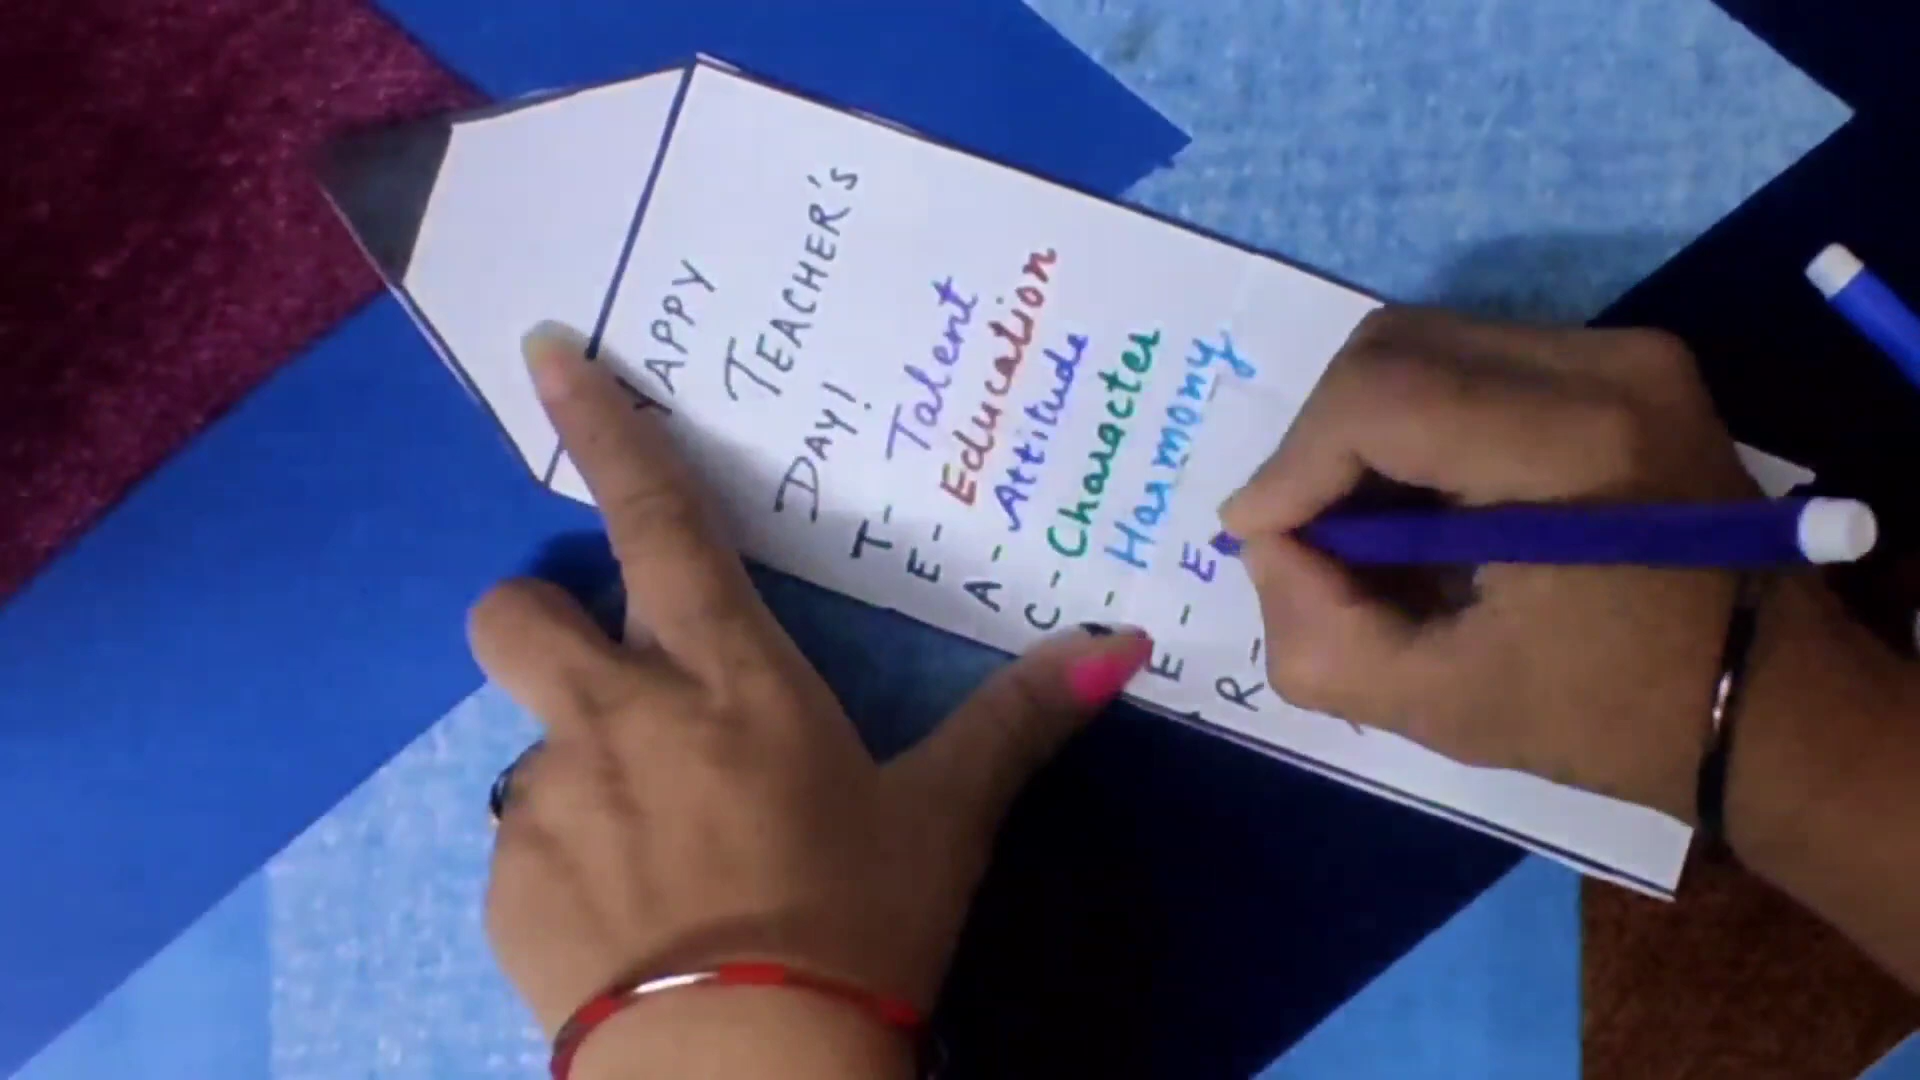 HAPPY
TEACHER's
DAY!
T- Talent
E- Education
A- Attitude
C- Character
H- Harmony
E- E
R-